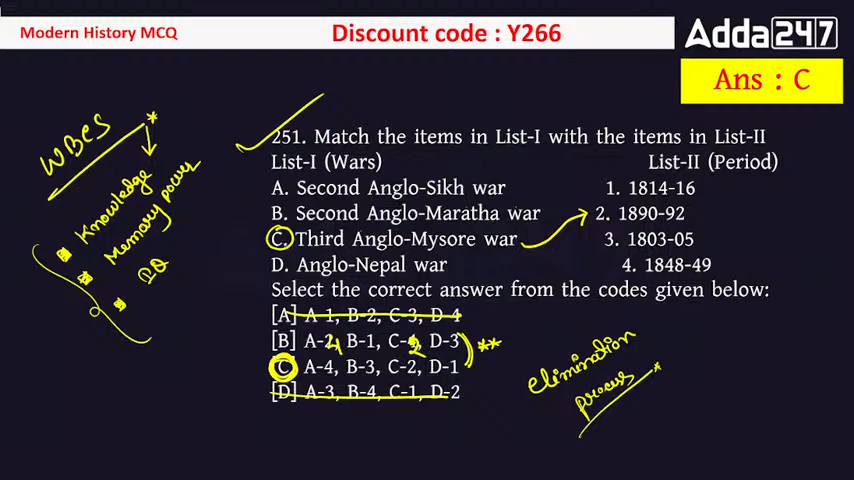 Modern History MCQ
Discount code : Y266
Adda247
Ans : C
WBCS
Knowledge
Memory power
IQ
251. Match the items in List-I with the items in List-II
List-I (Wars) List-II (Period)
A. Second Anglo-Sikh war 1. 1814-16
B. Second Anglo-Maratha war 2. 1890-92
C. Third Anglo-Mysore war 3. 1803-05
D. Anglo-Nepal war 4. 1848-49
Select the correct answer from the codes given below:
[A] A-1, B-2, C-3, D-4
[B] A-2, B-1, C-4, D-3
4 2 **
[C] A-4, B-3, C-2, D-1
[D] A-3, B-4, C-1, D-2
elimination
process